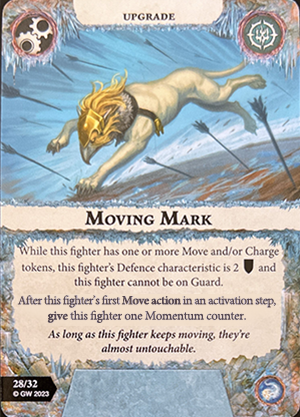 UPGRADE
MOVING MARK
While this fighter has one or more Move and/or Charge
tokens, this fighter's Defence characteristic is 2 and
this fighter cannot be on Guard.
After this fighter's first Move action in an activation step,
give this fighter one Momentum counter.
As long as this fighter keeps moving, they're
almost untouchable.
28/32
© GW 2023